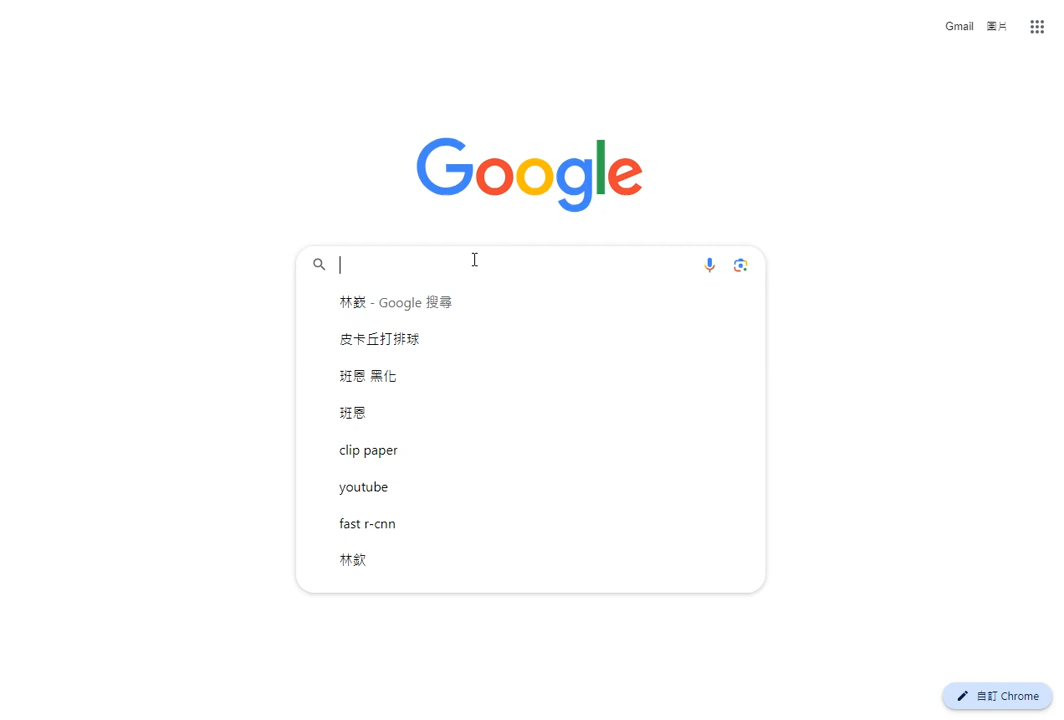 Gmail 圖片
Google
林嶔 - Google 搜尋
皮卡丘打排球
班恩 黑化
班恩
clip paper
youtube
fast r-cnn
林欽
自訂 Chrome